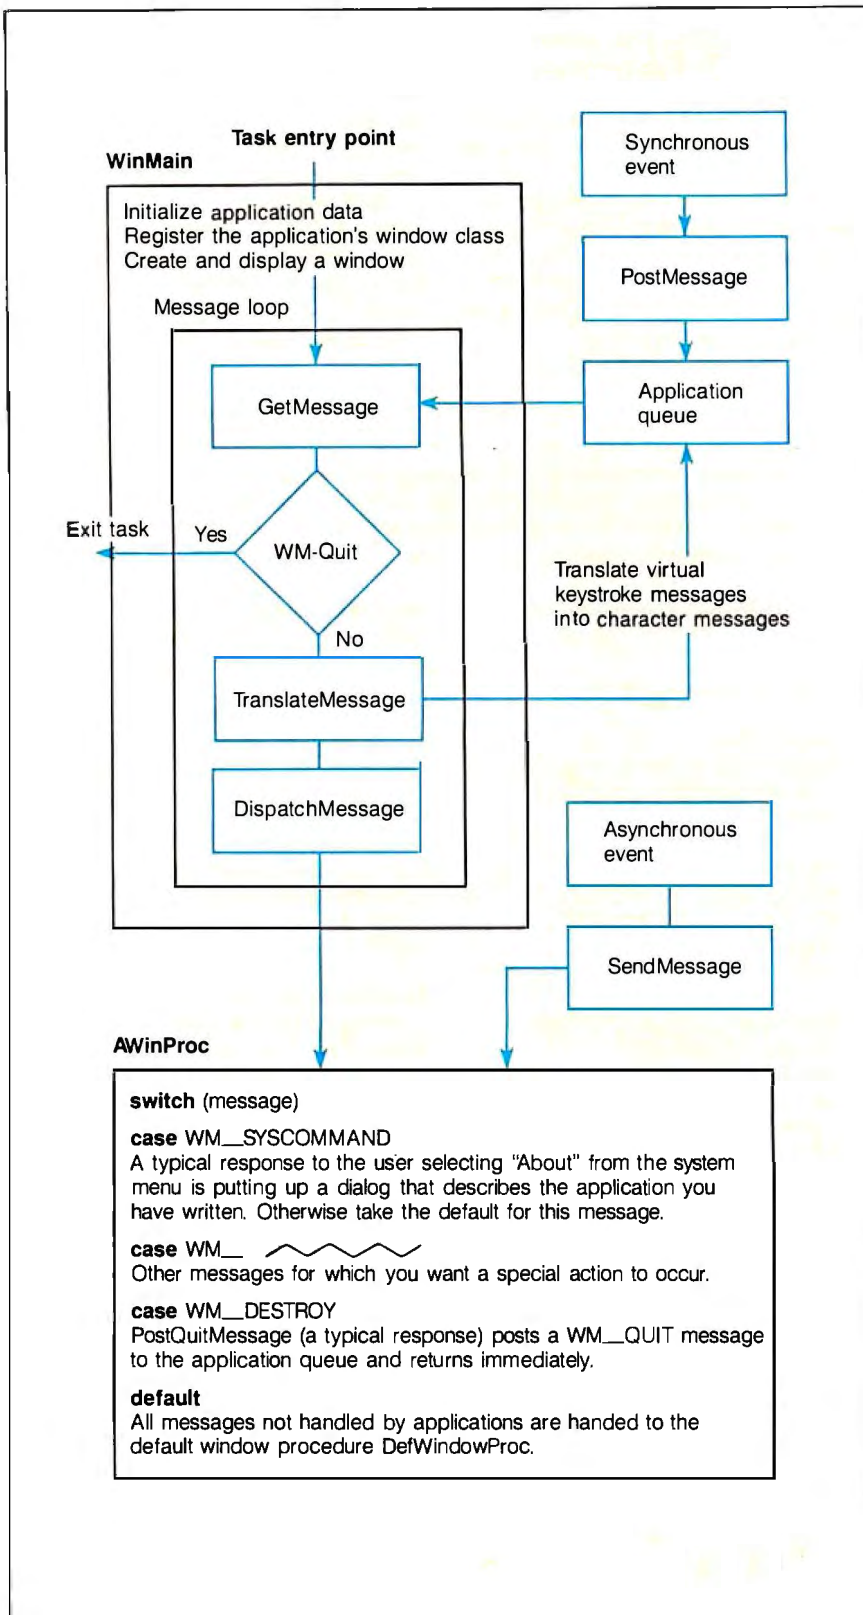 Task entry point
WinMain
Initialize application data
Register the application's window class
Create and display a window
Message loop
GetMessage
WM-Quit
Yes
Exit task
No
TranslateMessage
DispatchMessage
Synchronous
event
PostMessage
Application
queue
Translate virtual
keystroke messages
into character messages
Asynchronous
event
SendMessage
AWinProc
switch (message)
case WM__SYSCOMMAND
A typical response to the user selecting "About" from the system
menu is putting up a dialog that describes the application you
have written. Otherwise take the default for this message.
case WM__
Other messages for which you want a special action to occur.
case WM__DESTROY
PostQuitMessage (a typical response) posts a WM__QUIT message
to the application queue and returns immediately.
default
All messages not handled by applications are handed to the
default window procedure DefWindowProc.